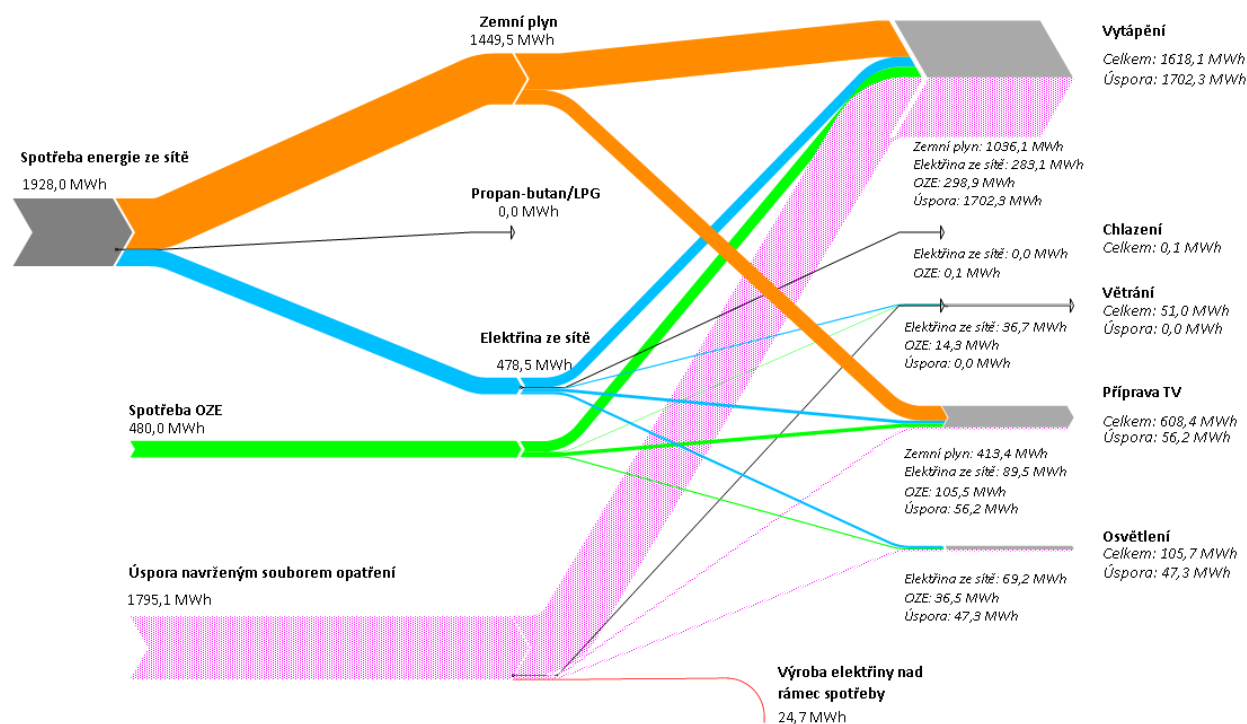 Zemní plyn
1449,5 MWh
Spotřeba energie ze sítě
1928,0 MWh
Propan-butan/LPG
0,0 MWh
Elektřina ze sítě
478,5 MWh
Spotřeba OZE
480,0 MWh
Úspora navrženým souborem opatření
1795,1 MWh
Výroba elektřiny nad
rámec spotřeby
24,7 MWh
Vytápění
Celkem: 1618,1 MWh
Úspora: 1702,3 MWh
Zemní plyn: 1036,1 MWh
Elektřina ze sítě: 283,1 MWh
OZE: 298,9 MWh
Úspora: 1702,3 MWh
Chlazení
Celkem: 0,1 MWh
Elektřina ze sítě: 0,0 MWh
OZE: 0,1 MWh
Větrání
Celkem: 51,0 MWh
Úspora: 0,0 MWh
Elektřina ze sítě: 36,7 MWh
OZE: 14,3 MWh
Úspora: 0,0 MWh
Příprava TV
Celkem: 608,4 MWh
Úspora: 56,2 MWh
Zemní plyn: 413,4 MWh
Elektřina ze sítě: 89,5 MWh
OZE: 105,5 MWh
Úspora: 56,2 MWh
Osvětlení
Celkem: 105,7 MWh
Úspora: 47,3 MWh
Elektřina ze sítě: 69,2 MWh
OZE: 36,5 MWh
Úspora: 47,3 MWh